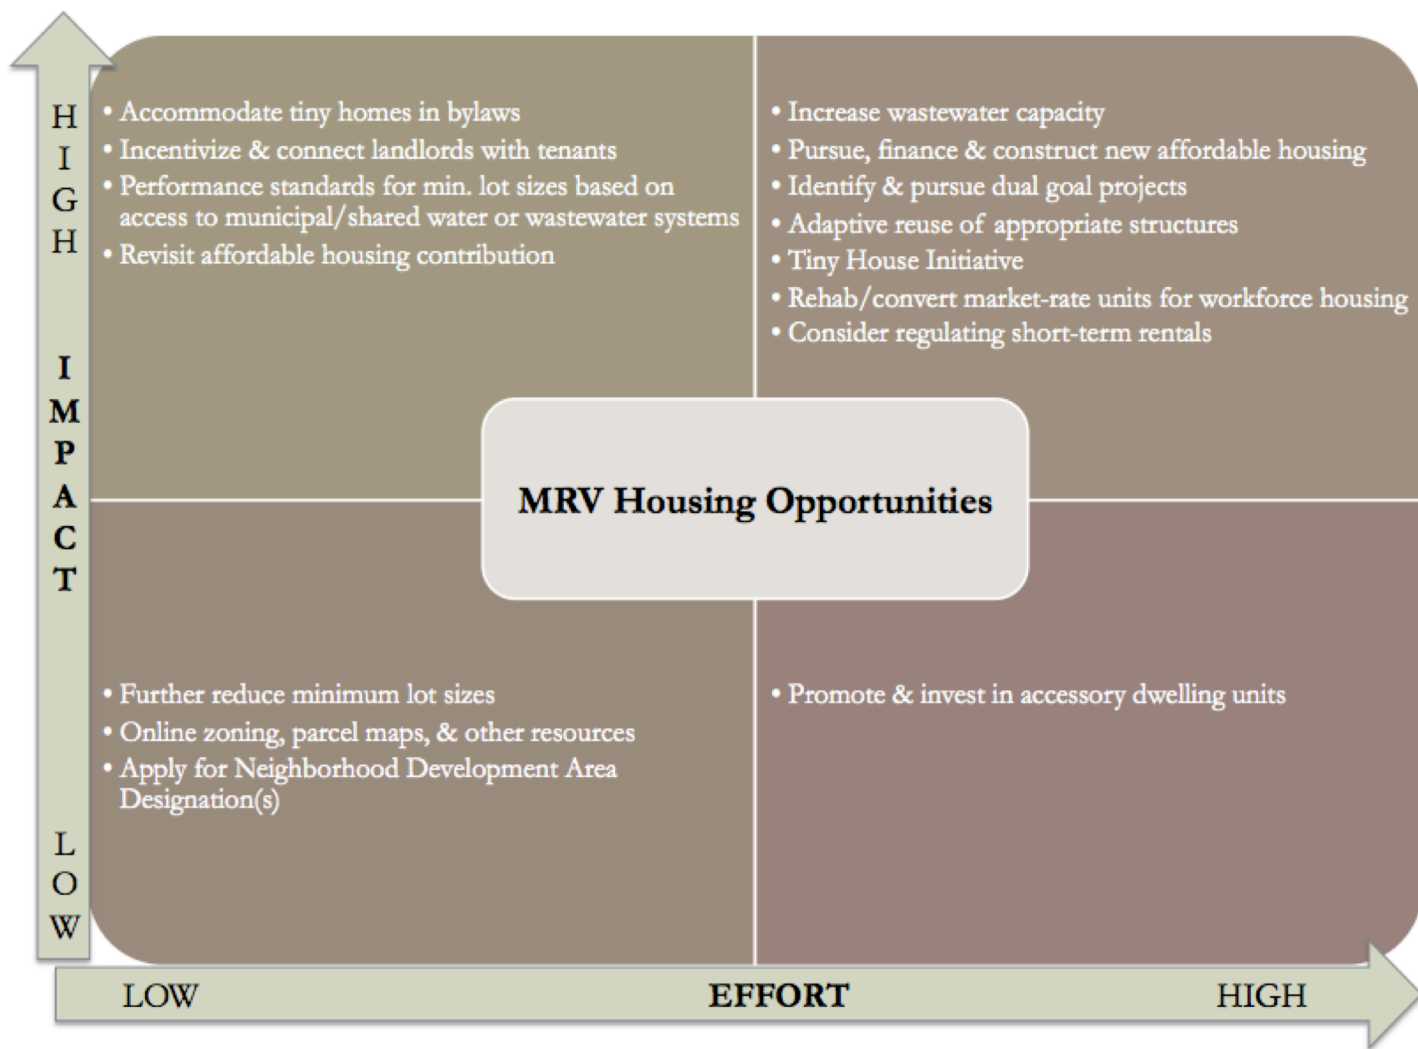 HIGH
IMPACT
LOW
• Accommodate tiny homes in bylaws
• Incentivize & connect landlords with tenants
• Performance standards for min. lot sizes based on
access to municipal/shared water or wastewater systems
• Revisit affordable housing contribution
• Increase wastewater capacity
• Pursue, finance & construct new affordable housing
• Identify & pursue dual goal projects
• Adaptive reuse of appropriate structures
• Tiny House Initiative
• Rehab/convert market-rate units for workforce housing
• Consider regulating short-term rentals
MRV Housing Opportunities
• Further reduce minimum lot sizes
• Online zoning, parcel maps, & other resources
• Apply for Neighborhood Development Area
Designation(s)
• Promote & invest in accessory dwelling units
LOW EFFORT HIGH